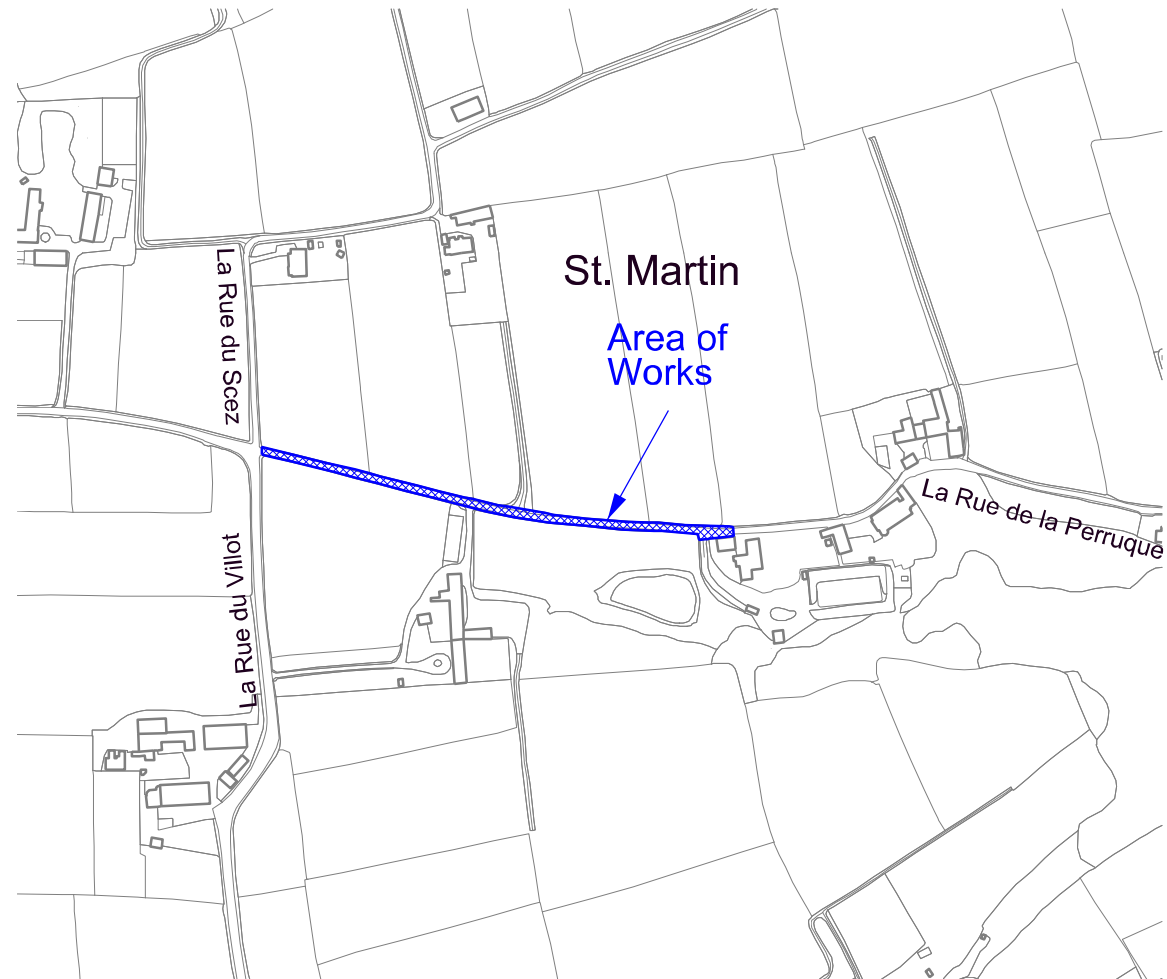 La Rue du Scez
St. Martin
Area of
Works
La Rue de la Perruque
La Rue du Villot